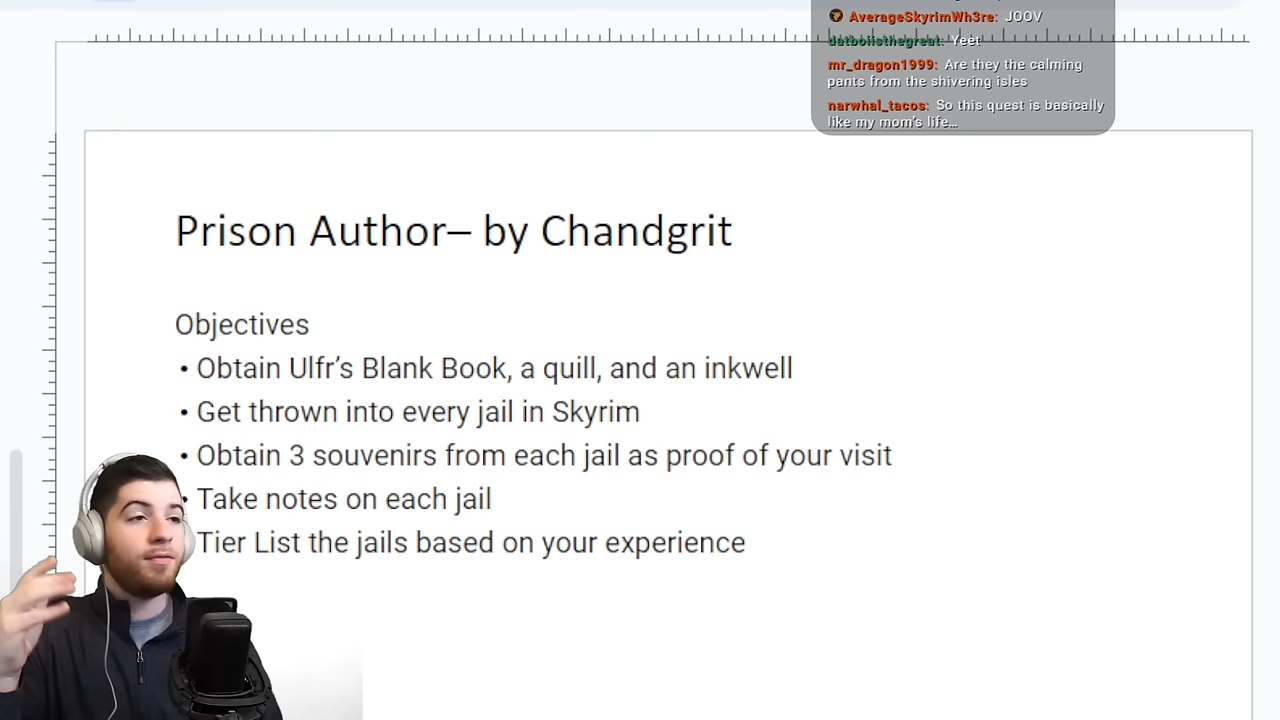 AverageSkyrimWh3re: JOOV
datboiisthegreat: Yeet
mr_dragon1999: Are they the calming
pants from the shivering isles
narwhal_tacos: So this quest is basically
like my mom's life…
Prison Author– by Chandgrit
Objectives
• Obtain Ulfr’s Blank Book, a quill, and an inkwell
• Get thrown into every jail in Skyrim
• Obtain 3 souvenirs from each jail as proof of your visit
• Take notes on each jail
Tier List the jails based on your experience